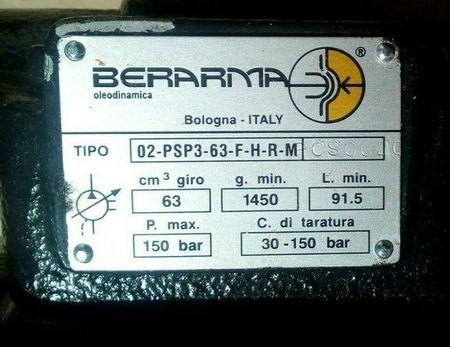 BERARMA ®
oleodinamica
Bologna - ITALY
TIPO 02-PSP3-63-F-H-R-M
cm³ giro g. min. L. min.
63 1450 91.5
P. max. C. di taratura
150 bar 30-150 bar